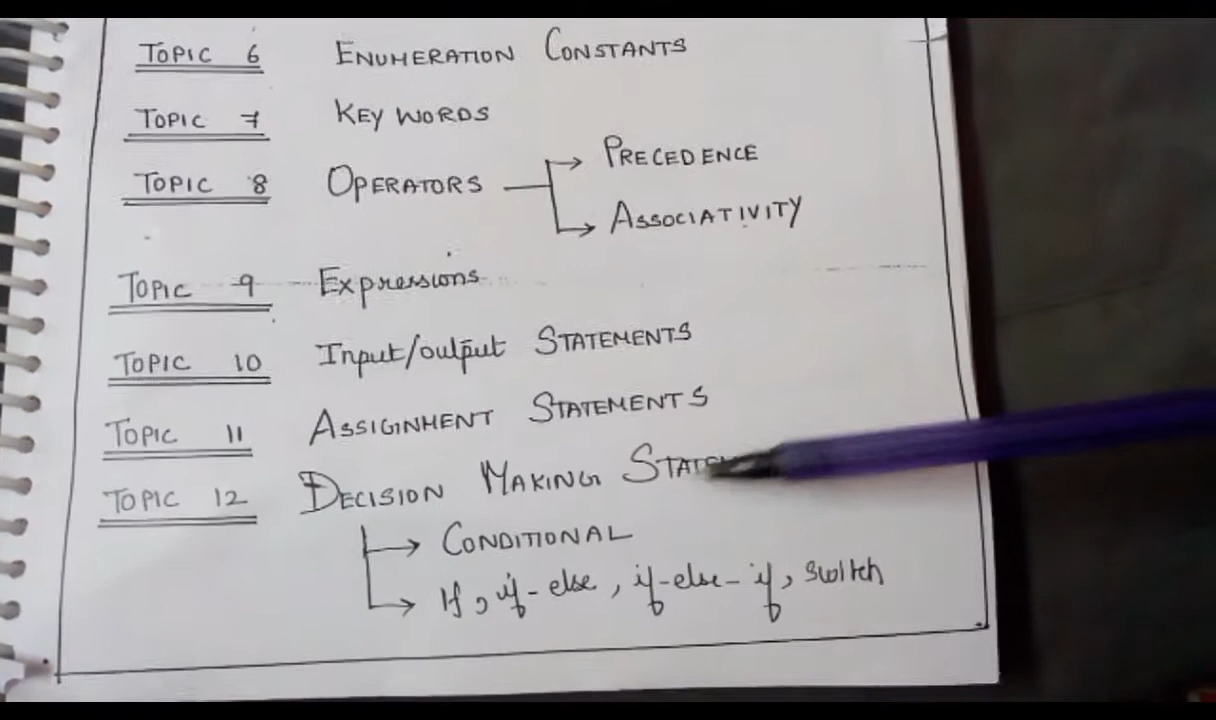 TOPIC 6 ENUMERATION CONSTANTS
TOPIC 7 KEY WORDS
TOPIC 8 OPERATORS PRECEDENCE
ASSOCIATIVITY
TOPIC 9 Expressions
TOPIC 10 Input/output STATEMENTS
TOPIC 11 ASSIGNMENT STATEMENTS
TOPIC 12 DECISION MAKING
CONDITIONAL
If, if-else, if-else-if, switch